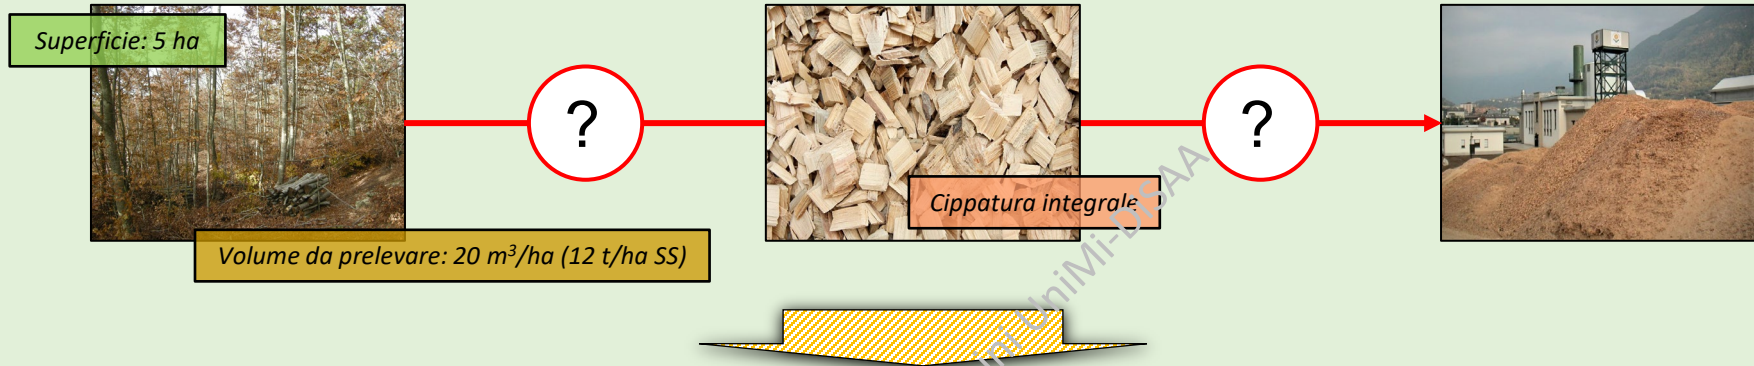 Superficie: 5 ha
?
?
Cippatura integrale
Volume da prelevare: 20 m³/ha (12 t/ha SS)
UniMi-DiSAA